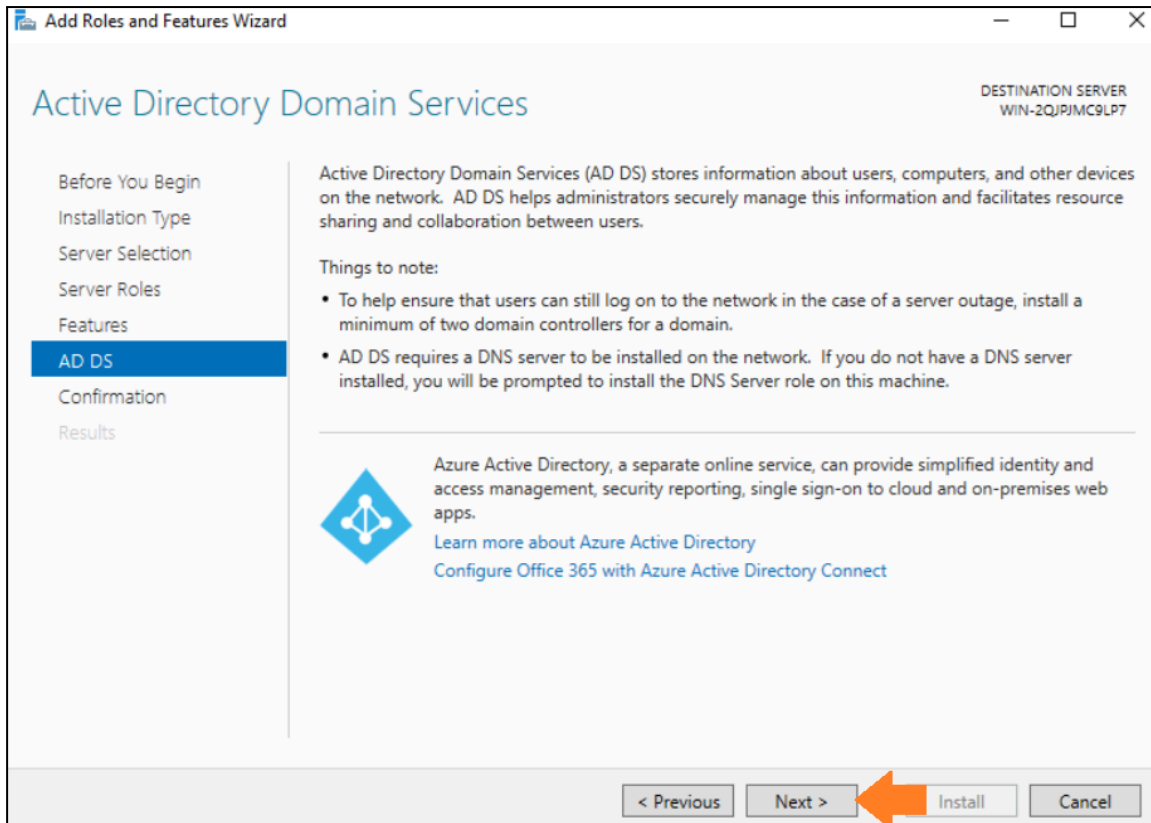 Add Roles and Features Wizard
Active Directory Domain Services
DESTINATION SERVER
WIN-2QJPJMC9LP7
Before You Begin
Installation Type
Server Selection
Server Roles
Features
AD DS
Confirmation
Results
Active Directory Domain Services (AD DS) stores information about users, computers, and other devices
on the network.  AD DS helps administrators securely manage this information and facilitates resource
sharing and collaboration between users.
Things to note:
• To help ensure that users can still log on to the network in the case of a server outage, install a
minimum of two domain controllers for a domain.
• AD DS requires a DNS server to be installed on the network.  If you do not have a DNS server
installed, you will be prompted to install the DNS Server role on this machine.
Azure Active Directory, a separate online service, can provide simplified identity and
access management, security reporting, single sign-on to cloud and on-premises web
apps.
Learn more about Azure Active Directory
Configure Office 365 with Azure Active Directory Connect
< Previous
Next >
Install
Cancel